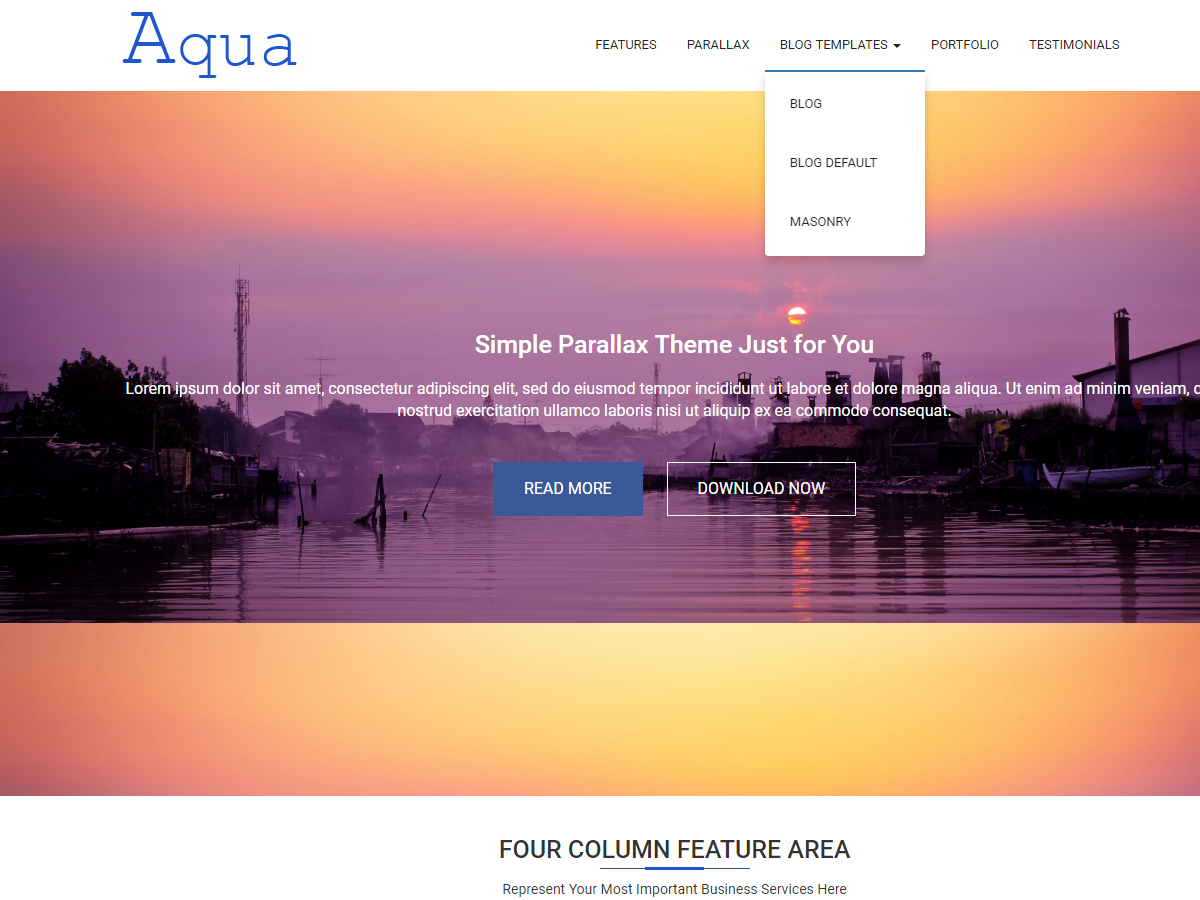 Aqua
FEATURES PARALLAX BLOG TEMPLATES PORTFOLIO TESTIMONIALS
BLOG
BLOG DEFAULT
MASONRY
Simple Parallax Theme Just for You
Lorem ipsum dolor sit amet, consectetur adipiscing elit, sed do eiusmod tempor incididunt ut labore et dolore magna aliqua. Ut enim ad minim veniam,
nostrud exercitation ullamco laboris nisi ut aliquip ex ea commodo consequat.
READ MORE DOWNLOAD NOW
FOUR COLUMN FEATURE AREA
Represent Your Most Important Business Services Here